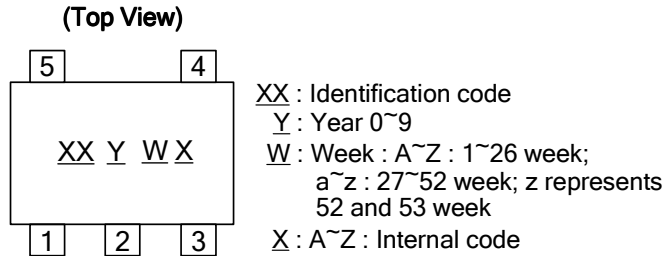 (Top View)
5 4
XX Y W X
1 2 3
XX : Identification code
Y : Year 0~9
W : Week : A~Z : 1~26 week;
a~z : 27~52 week; z represents
52 and 53 week
X : A~Z : Internal code